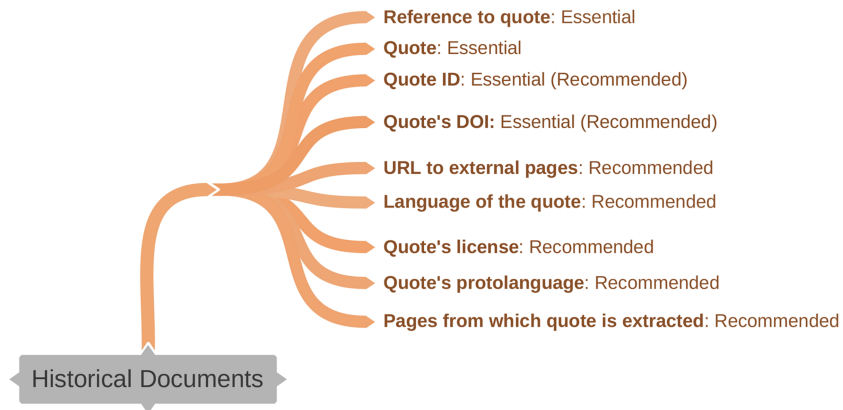 Reference to quote: Essential
Quote: Essential
Quote ID: Essential (Recommended)
Quote's DOI: Essential (Recommended)
URL to external pages: Recommended
Language of the quote: Recommended
Quote's license: Recommended
Quote's protolanguage: Recommended
Pages from which quote is extracted: Recommended
Historical Documents